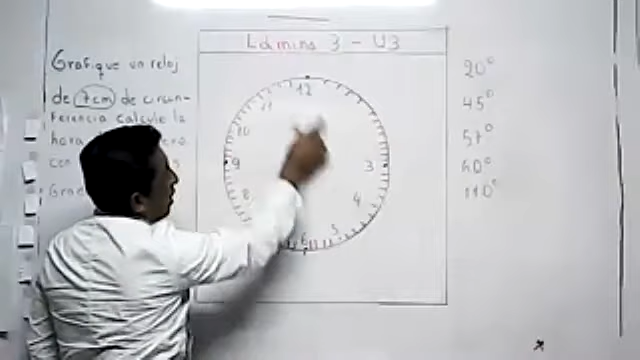 Lámina 3 - U3
Grafique un reloj
de 7cm de circun-
ferencia calcule la
hora
con
Grad
12
11
10
9
8
6
5
4
3
20°
45°
57°
40°
110°